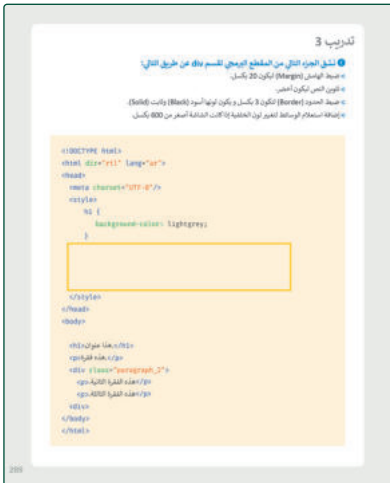 تدريب 3
نسّق الجزء التالي من المقطع البرمجي لقسم div عن طريق التالي:
ضبط الهامش (Margin) ليكون 20 بكسل.
تلوين النص ليكون أخضر.
ضبط الحدود (Border) لتكون 3 بكسل و يكون لونها أسود (Black) وثابت (Solid).
إضافة استعلام الوسائط لتغيير لون الخلفية إذا كانت الشاشة أصغر من 600 بكسل.
<!DOCTYPE html>
<html dir="rtl" lang="ar">
<head>
<meta charset="UTF-8"/>
<style>
h1 {
background-color: lightgrey;
}
</style>
</head>
<body>
<h1>هذا عنوان.</h1>
<p>هذه فقرة.</p>
<div class="paragraph_2">
<p>هذه الفقرة الثانية.</p>
<p>هذه الفقرة الثالثة.</p>
<div>
</body>
</html>